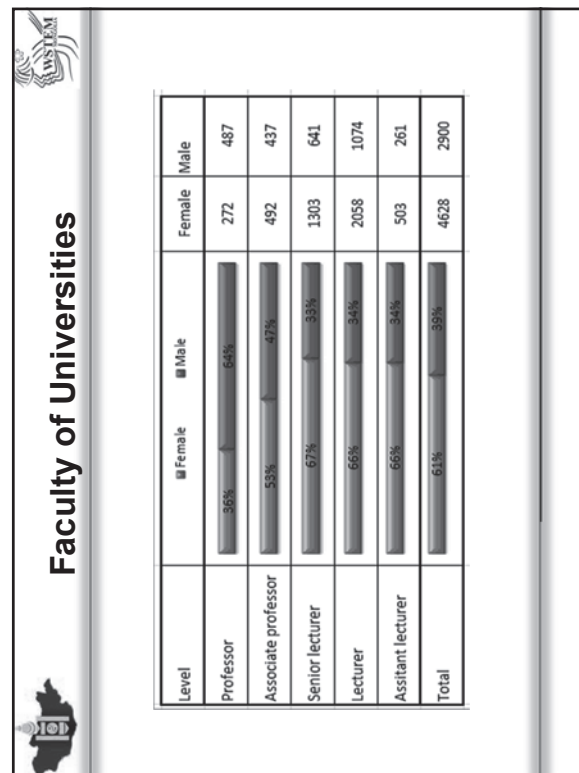 WSTEM
Faculty of Universities
Level Female Male Female Male
Professor 36% 64% 272 487
Associate professor 53% 47% 492 437
Senior lecturer 67% 33% 1303 641
Lecturer 66% 34% 2058 1074
Assitant lecturer 66% 34% 503 261
Total 61% 39% 4628 2900